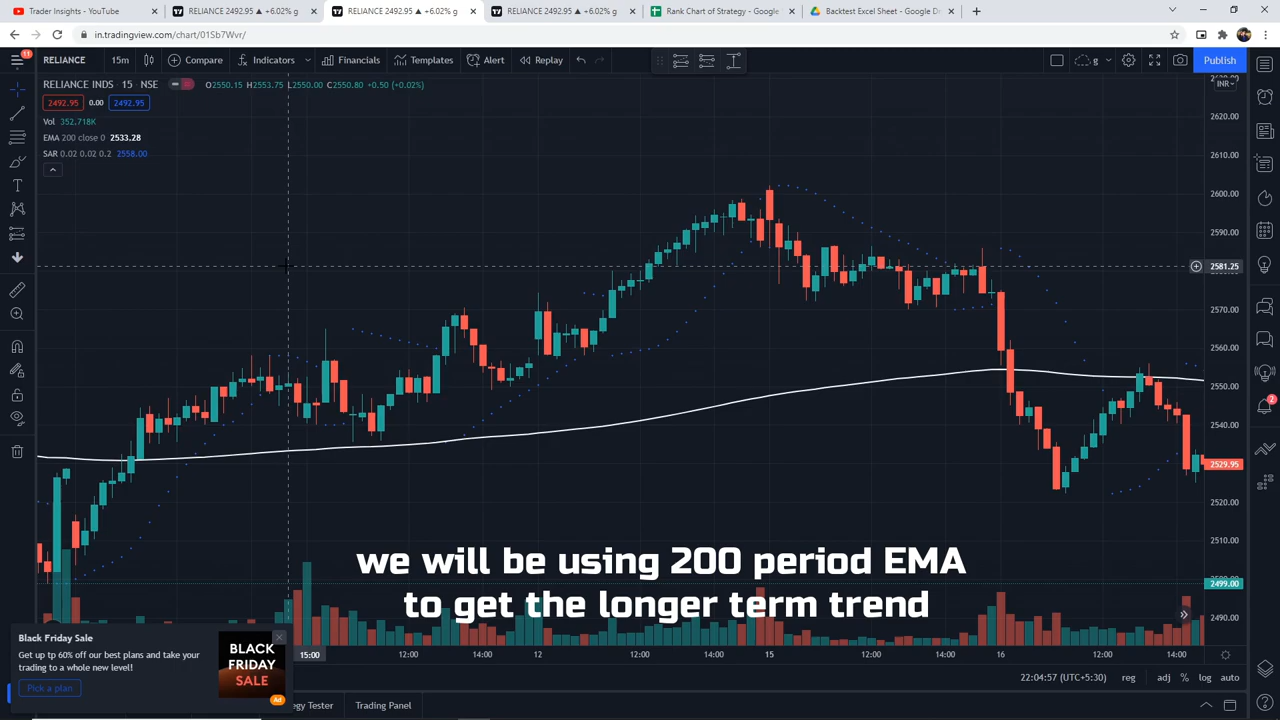 Trader Insights - YouTube
RELIANCE 2492.95 ▲ +6.02% g
RELIANCE 2492.95 ▲ +6.02% g
RELIANCE 2492.95 ▲ +6.02% g
Rank Chart of Strategy - Google
Backtest Excel Sheet - Google D
in.tradingview.com/chart/01Sb7Wvr/
11
RELIANCE
15m
Compare
Indicators
Financials
Templates
Alert
Replay
g
Publish
RELIANCE INDS · 15 · NSE
O2550.15 H2553.75 L2550.00 C2550.80 +0.50 (+0.02%)
INR
2492.95 0.00 2492.95
Vol 352.718K
EMA 200 close 0 2533.28
SAR 0.02 0.02 0.2 2558.00
2620.00
2610.00
2600.00
2590.00
2581.25
2570.00
2560.00
2550.00
2540.00
2529.95
2520.00
2510.00
2499.00
2490.00
2
we will be using 200 period EMA
to get the longer term trend
Black Friday Sale
Get up tp 60% off our best plans and take your
trading to a whole new level!
Pick a plan
BLACK
FRIDAY
SALE
Ad
15:00
12:00
14:00
12
12:00
14:00
15
12:00
14:00
16
12:00
14:00
22:04:57 (UTC+5:30)
reg
adj
%
log
auto
egy Tester
Trading Panel